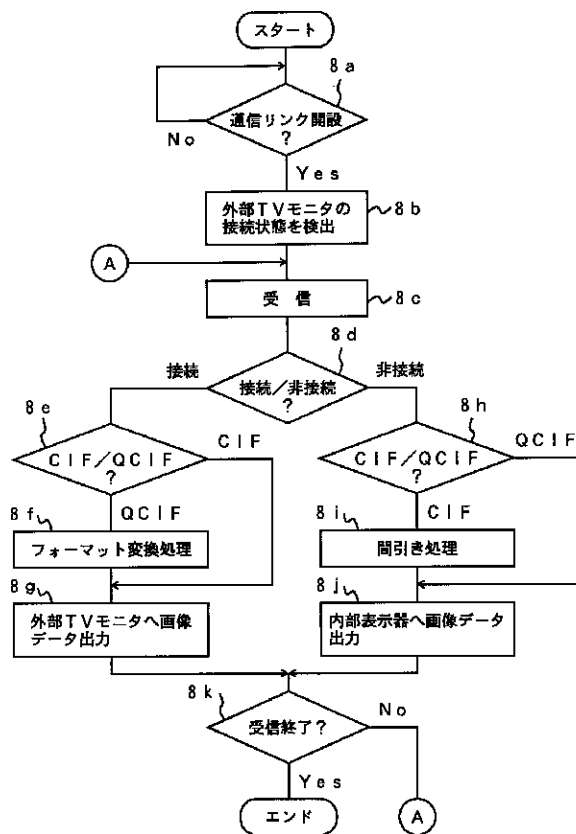 スタート
8a
通信リンク開設
?
No
Yes
外部TVモニタの
接続状態を検出
8b
A
受 信
8c
8d
接続
接続/非接続
?
非接続
8e
CIF/QCIF
?
CIF
QCIF
8f
フォーマット変換処理
8g
外部TVモニタへ画像
データ出力
8h
CIF/QCIF
?
QCIF
CIF
8i
間引き処理
8j
内部表示器へ画像データ
出力
8k
受信終了?
No
Yes
エンド
A